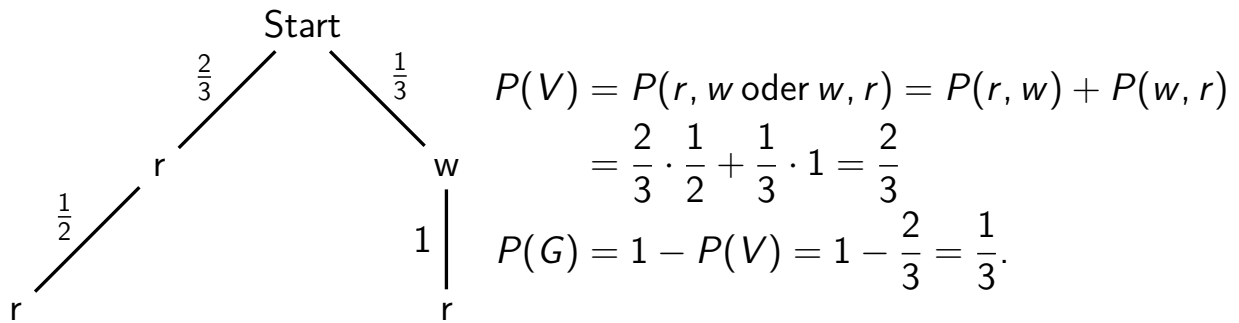 Start
2/3
1/3
P(V) = P(r, w oder w, r) = P(r, w) + P(w, r)
r
w
= 2/3 · 1/2 + 1/3 · 1 = 2/3
1/2
1
P(G) = 1 − P(V) = 1 − 2/3 = 1/3.
r
r